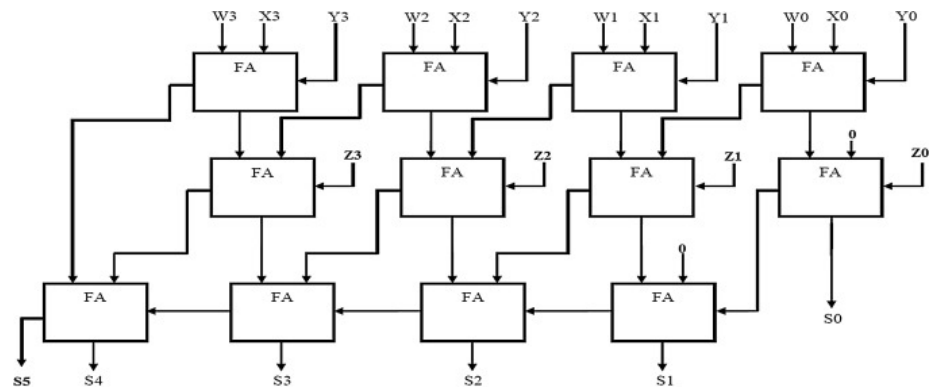 W3 X3 Y3 W2 X2 Y2 W1 X1 Y1 W0 X0 Y0
FA FA FA FA
0
Z3 Z2 Z1 Z0
FA FA FA FA
0
FA FA FA FA
S0
S5 S4 S3 S2 S1